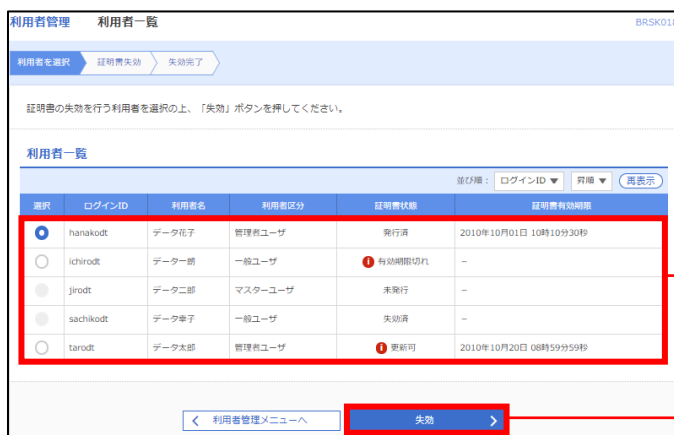 利用者管理 利用者一覧 BRSK018
利用者を選択 証明書失効 失効完了
証明書の失効を行う利用者を選択の上、「失効」ボタンを押してください。
利用者一覧
並び順： ログインID ▼ 昇順 ▼ 再表示
選択 ログインID 利用者名 利用者区分 証明書状態 証明書有効期限
hanakodt データ花子 管理者ユーザ 発行済 2010年10月01日 10時10分30秒
ichirodt データ一朗 一般ユーザ 有効期限切れ －
jirodt データ二郎 マスターユーザ 未発行 －
sachikodt データ幸子 一般ユーザ 失効済 －
tarodt データ太郎 管理者ユーザ 更新可 2010年10月20日 08時59分59秒
利用者管理メニューへ 失効